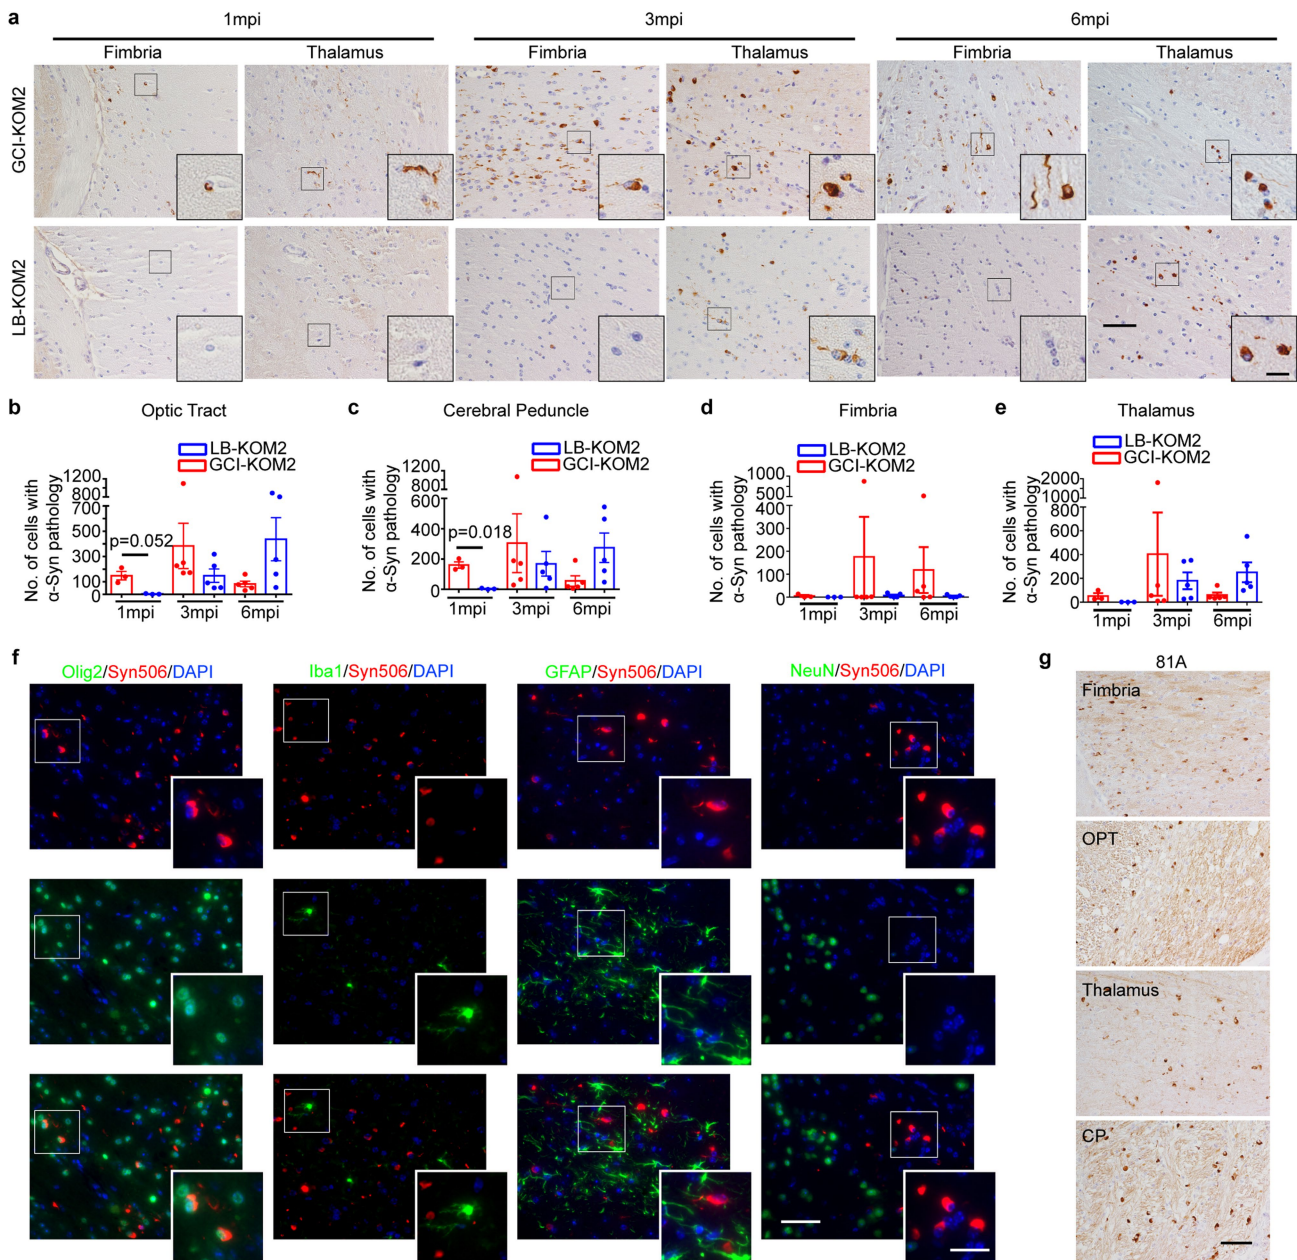 a
1mpi
3mpi
6mpi
Fimbria
Thalamus
Fimbria
Thalamus
Fimbria
Thalamus
GCI-KOM2
LB-KOM2
b
Optic Tract
LB-KOM2
GCI-KOM2
No. of cells with
α-Syn pathology
1200
800
700
500
300
200
100
0
p=0.052
1mpi
3mpi
6mpi
c
Cerebral Peduncle
LB-KOM2
GCI-KOM2
No. of cells with
α-Syn pathology
1200
800
600
400
200
0
p=0.018
1mpi
3mpi
6mpi
d
Fimbria
LB-KOM2
GCI-KOM2
No. of cells with
α-Syn pathology
1000
500
400
300
200
100
0
1mpi
3mpi
6mpi
e
Thalamus
LB-KOM2
GCI-KOM2
No. of cells with
α-Syn pathology
2000
1000
800
600
400
200
0
1mpi
3mpi
6mpi
f
Olig2/Syn506/DAPI
Iba1/Syn506/DAPI
GFAP/Syn506/DAPI
NeuN/Syn506/DAPI
g
81A
Fimbria
OPT
Thalamus
CP